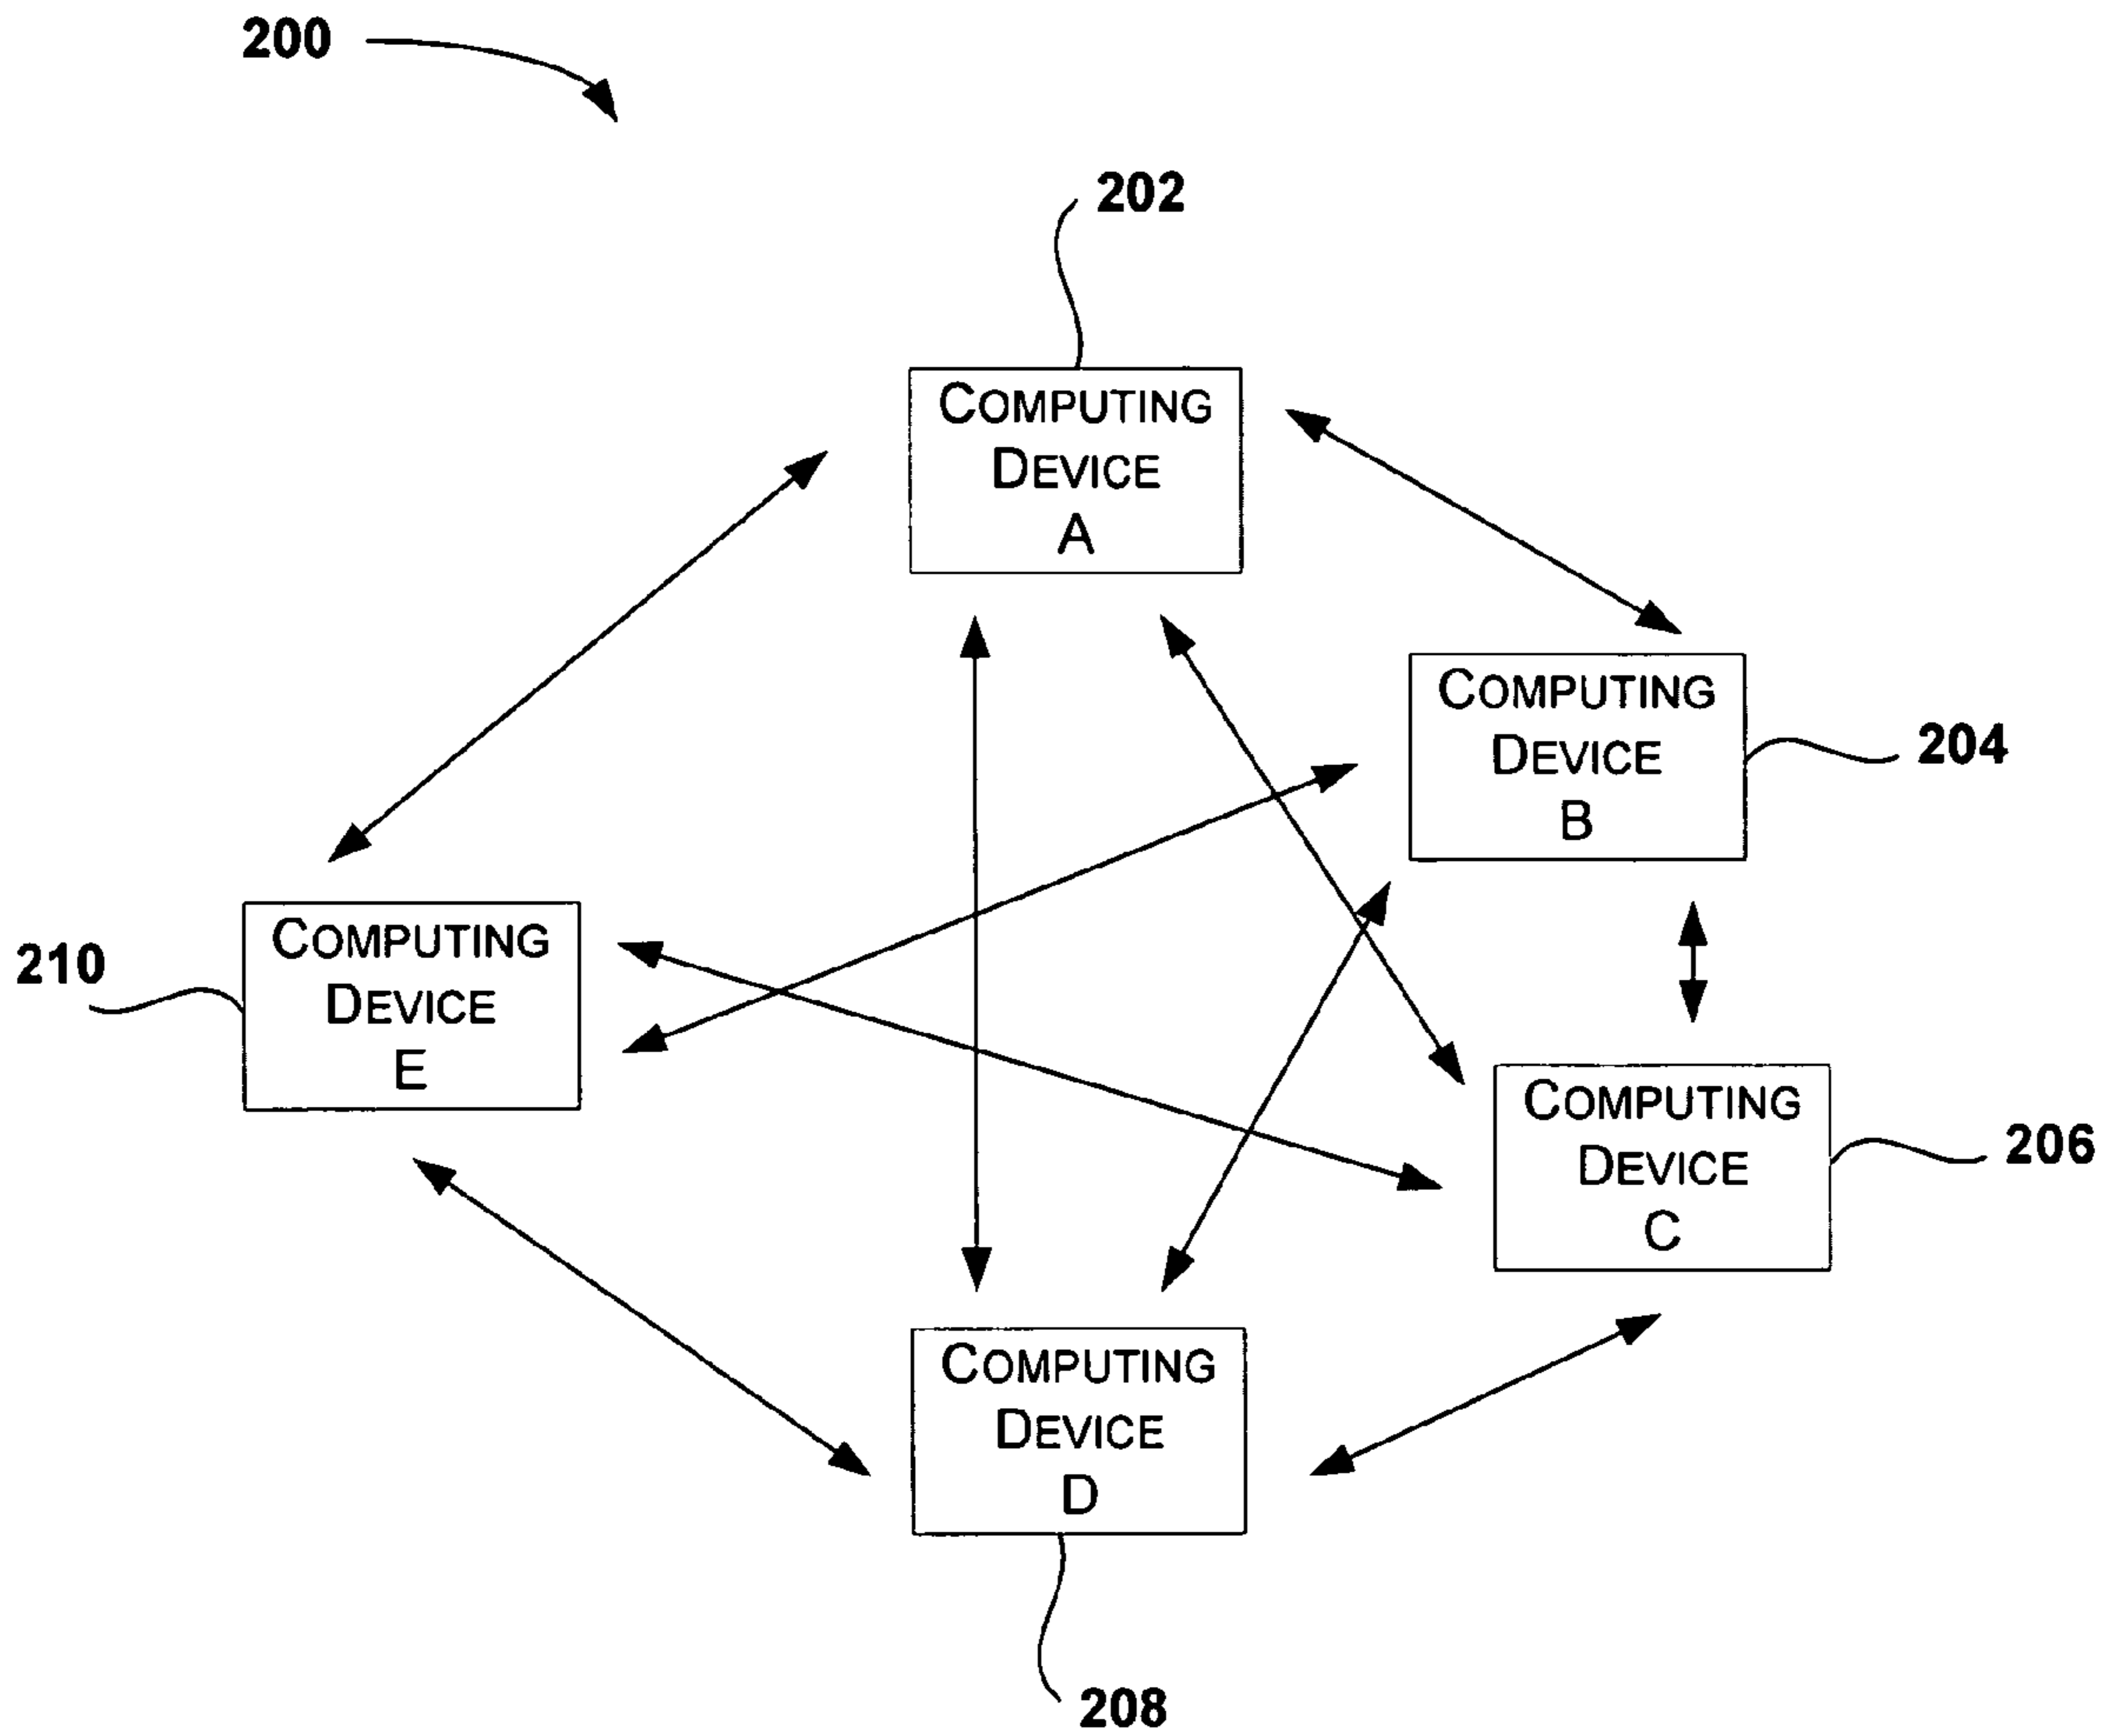 200
202
COMPUTING
DEVICE
A
COMPUTING
DEVICE
B
204
210
COMPUTING
DEVICE
E
COMPUTING
DEVICE
C
206
COMPUTING
DEVICE
D
208